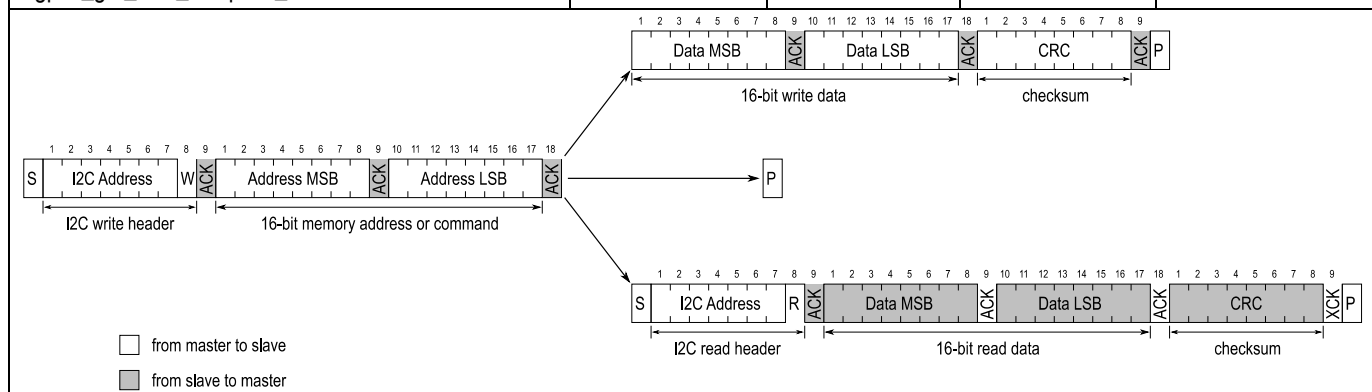 1 2 3 4 5 6 7 8 9 10 11 12 13 14 15 16 17 18 1 2 3 4 5 6 7 8 9
Data MSB ACK Data LSB ACK CRC ACK P
16-bit write data checksum
1 2 3 4 5 6 7 8 9 1 2 3 4 5 6 7 8 9 10 11 12 13 14 15 16 17 18
S I2C Address W ACK Address MSB ACK Address LSB ACK P
I2C write header 16-bit memory address or command
1 2 3 4 5 6 7 8 9 1 2 3 4 5 6 7 8 9 10 11 12 13 14 15 16 17 18 1 2 3 4 5 6 7 8 9
S I2C Address R ACK Data MSB ACK Data LSB ACK CRC XCK P
I2C read header 16-bit read data checksum
from master to slave
from slave to master